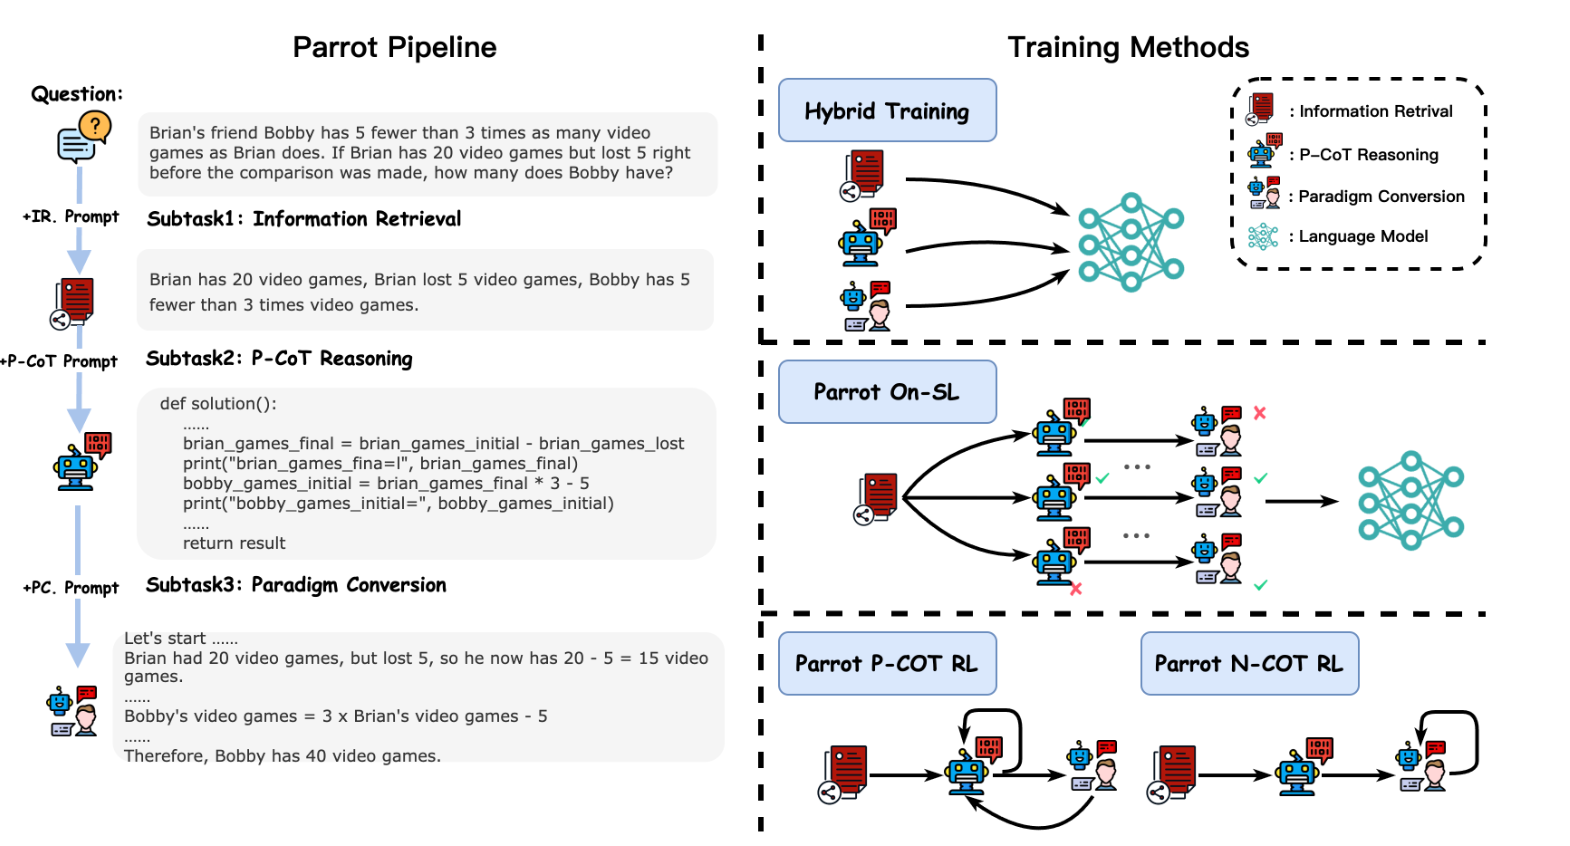 Parrot Pipeline
Question:
Brian's friend Bobby has 5 fewer than 3 times as many video
games as Brian does. If Brian has 20 video games but lost 5 right
before the comparison was made, how many does Bobby have?
+IR. Prompt
Subtask1: Information Retrieval
Brian has 20 video games, Brian lost 5 video games, Bobby has 5
fewer than 3 times video games.
+P-CoT Prompt
Subtask2: P-CoT Reasoning
def solution():
......
brian_games_final = brian_games_initial - brian_games_lost
print("brian_games_fina=l", brian_games_final)
bobby_games_initial = brian_games_final * 3 - 5
print("bobby_games_initial=", bobby_games_initial)
......
return result
+PC. Prompt
Subtask3: Paradigm Conversion
Let's start ......
Brian had 20 video games, but lost 5, so he now has 20 - 5 = 15 video
games.
......
Bobby's video games = 3 x Brian's video games - 5
......
Therefore, Bobby has 40 video games.
Training Methods
Hybrid Training
: Information Retrival
: P-CoT Reasoning
: Paradigm Conversion
: Language Model
Parrot On-SL
...
...
Parrot P-COT RL
Parrot N-COT RL